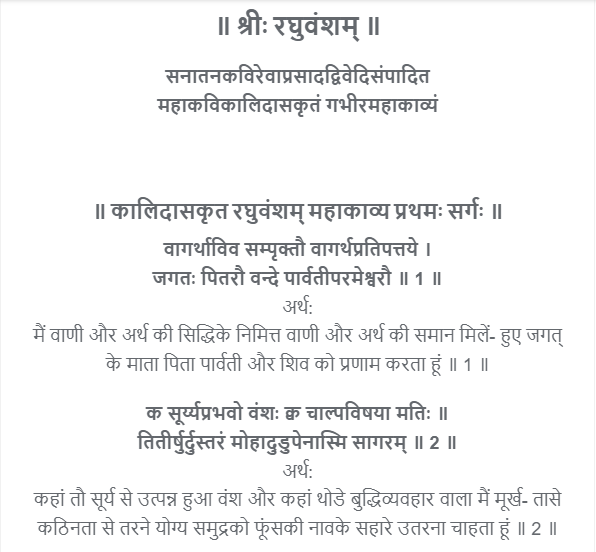 ॥ श्रीः रघुवंशम् ॥
सनातनकविरेवाप्रसादद्विवेदिसंपादित
महाकविकालिदासकृतं गभीरमहाकाव्यं
॥ कालिदासकृत रघुवंशम् महाकाव्य प्रथमः सर्गः ॥
वागर्थाविव सम्पृक्तौ वागर्थप्रतिपत्तये ।
जगतः पितरौ वन्दे पार्वतीपरमेश्वरौ ॥ 1 ॥
अर्थ:
मैं वाणी और अर्थ की सिद्धिके निमित्त वाणी और अर्थ की समान मिलें- हुए जगत्
के माता पिता पार्वती और शिव को प्रणाम करता हूं ॥ 1 ॥
क सूर्य्यप्रभवो वंशः क्व चाल्पविषया मतिः ॥
तितीर्षुर्दुस्तरं मोहादुडुपेनास्मि सागरम् ॥ 2 ॥
अर्थ:
कहां तौ सूर्य से उत्पन्न हुआ वंश और कहां थोडे बुद्धिव्यवहार वाला मैं मूर्ख- तासे
कठिनता से तरने योग्य समुद्रको फूंसकी नावके सहारे उतरना चाहता हूं ॥ 2 ॥